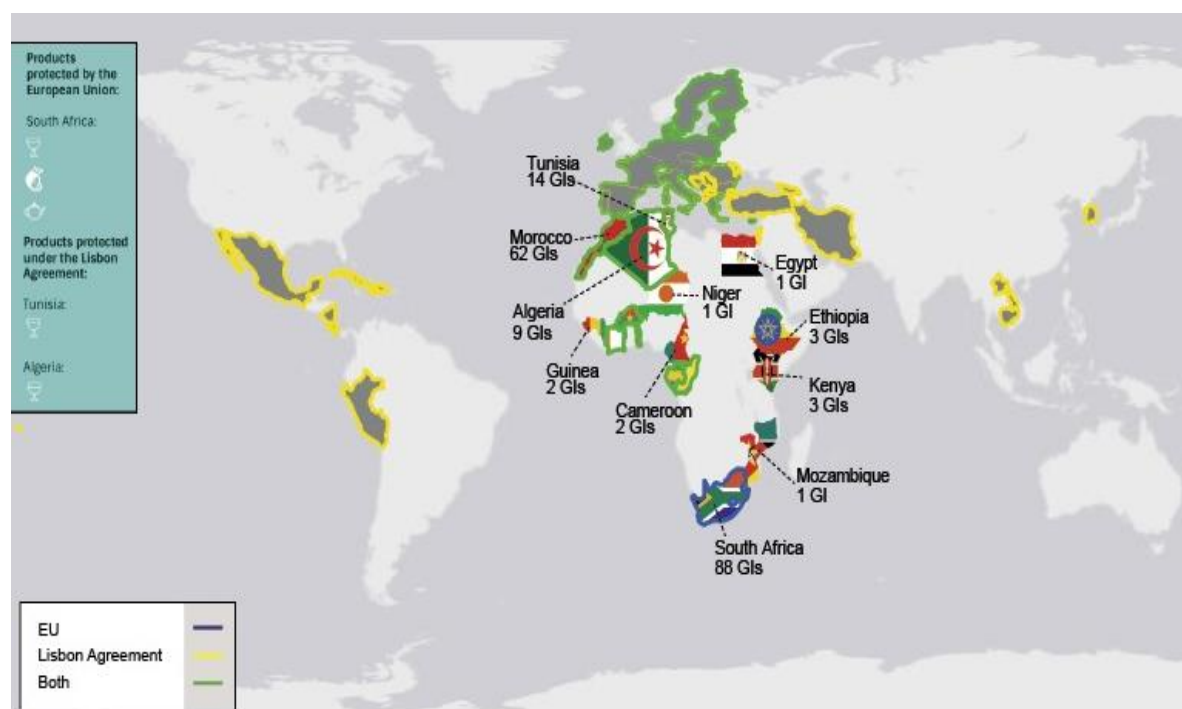 Products
protected by the
European Union:
South Africa:
Products protected
under the Lisbon
Agreement:
Tunisia:
Algeria:
Tunisia
14 GIs
Morocco
62 GIs
Algeria
9 GIs
Egypt
1 GI
Niger
1 GI
Ethiopia
3 GIs
Guinea
2 GIs
Kenya
3 GIs
Cameroon
2 GIs
Mozambique
1 GI
South Africa
88 GIs
EU
Lisbon Agreement
Both